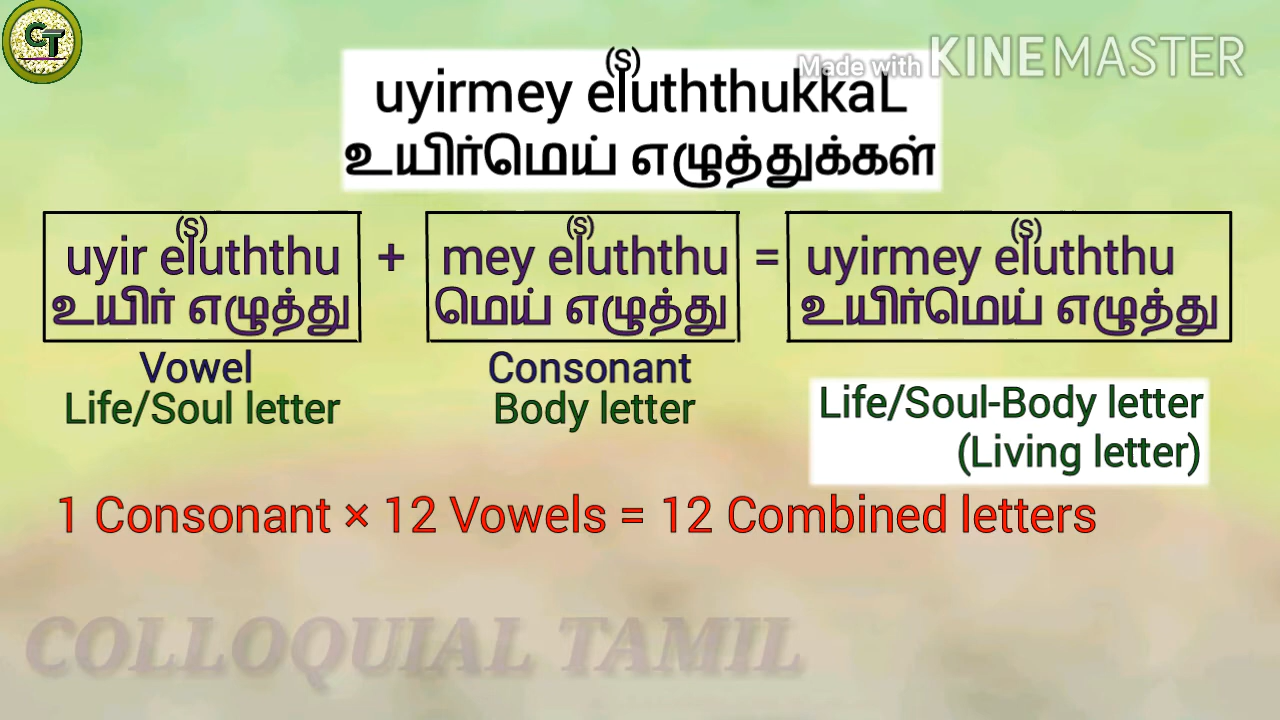 CT
Made with KINEMASTER
(S)
uyirmey eluththukkaL
உயிர்மெய் எழுத்துக்கள்
(S)
uyir eluththu
உயிர் எழுத்து
+
(S)
mey eluththu
மெய் எழுத்து
=
(S)
uyirmey eluththu
உயிர்மெய் எழுத்து
Vowel
Life/Soul letter
Consonant
Body letter
Life/Soul-Body letter
(Living letter)
1 Consonant × 12 Vowels = 12 Combined letters
COLLOQUIAL TAMIL